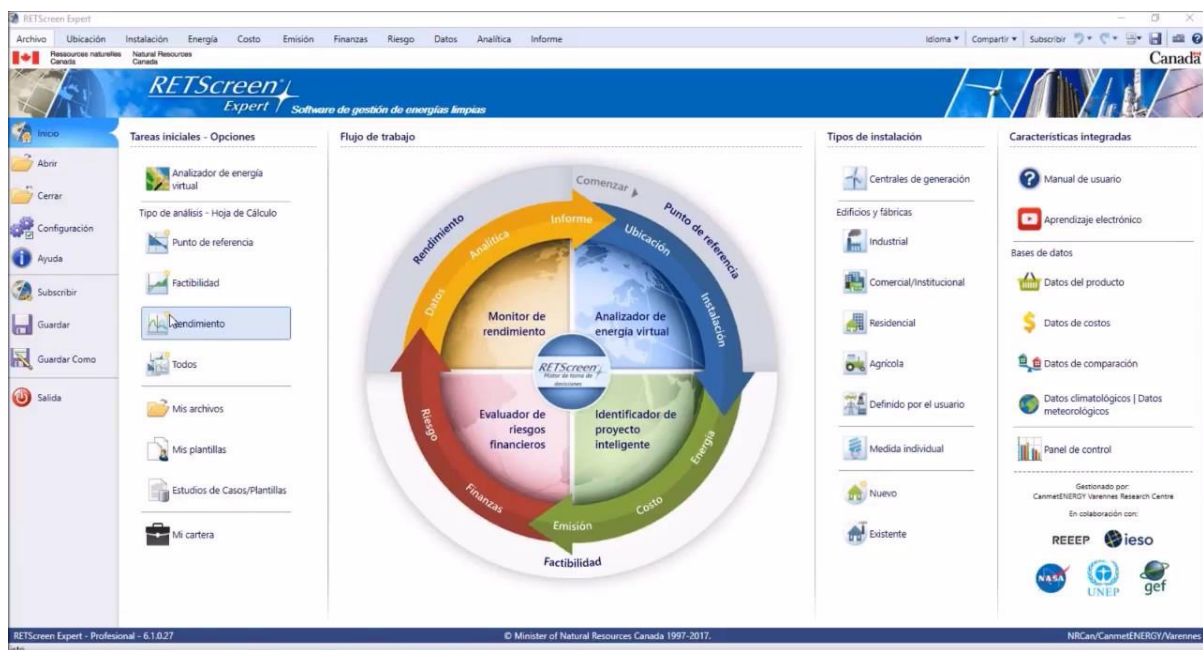 RETScreen Expert
Archivo Ubicación Instalación Energía Costo Emisión Finanzas Riesgo Datos Analítica Informe Idioma Compartir Subscribir
Ressources naturelles Canada
Natural Resources Canada
Canada
RETScreen
Expert
Software de gestión de energías limpias
Inicio
Abrir
Cerrar
Configuración
Ayuda
Subscribir
Guardar
Guardar Como
Salida
Tareas iniciales - Opciones
Analizador de energía
virtual
Tipo de análisis - Hoja de Cálculo
Punto de referencia
Factibilidad
Rendimiento
Todos
Mis archivos
Mis plantillas
Estudios de Casos/Plantillas
Mi cartera
Flujo de trabajo
Comenzar
Punto de referencia
Rendimiento
Factibilidad
Informe
Ubicación
Instalación
Energía
Costo
Emisión
Finanzas
Riesgo
Datos
Analítica
Monitor de
rendimiento
Analizador de
energía virtual
RETScreen
Motor de toma de
decisiones
Evaluador de
riesgos
financieros
Identificador de
proyecto
inteligente
Tipos de instalación
Centrales de generación
Edificios y fábricas
Industrial
Comercial/Institucional
Residencial
Agrícola
Definido por el usuario
Medida individual
Nuevo
Existente
Características integradas
Manual de usuario
Aprendizaje electrónico
Bases de datos
Datos del producto
Datos de costos
Datos de comparación
Datos climatológicos | Datos
meteorológicos
Panel de control
Gestionado por:
CanmetENERGY Varennes Research Centre
En colaboración con:
REEEP
ieso
NASA
UNEP
gef
RETScreen Expert - Profesional - 6.1.0.27
© Minister of Natural Resources Canada 1997-2017.
NRCan/CanmetENERGY/Varennes